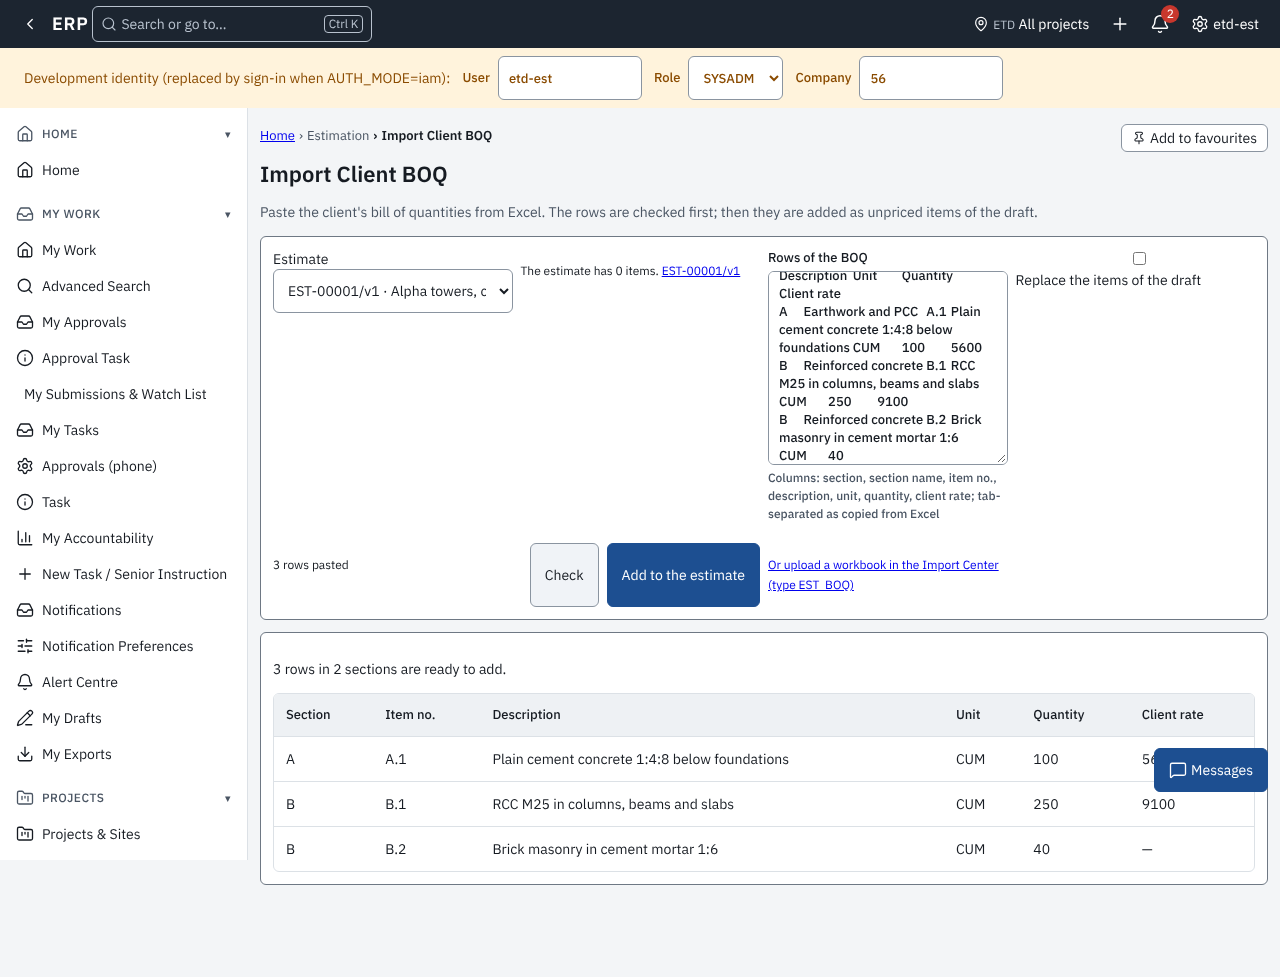 ERP
Search or go to...
Ctrl K
ETD All projects
2
etd-est
Development identity (replaced by sign-in when AUTH_MODE=iam):
User
etd-est
Role
SYSADM
Company
56
HOME
Home
MY WORK
My Work
Advanced Search
My Approvals
Approval Task
My Submissions & Watch List
My Tasks
Approvals (phone)
Task
My Accountability
New Task / Senior Instruction
Notifications
Notification Preferences
Alert Centre
My Drafts
My Exports
PROJECTS
Projects & Sites
Home › Estimation › Import Client BOQ
Add to favourites
Import Client BOQ
Paste the client's bill of quantities from Excel. The rows are checked first; then they are added as unpriced items of the draft.
Estimate
EST-00001/v1 · Alpha towers, c
The estimate has 0 items. EST-00001/v1
Rows of the BOQ
Description Unit Quantity
Client rate
A Earthwork and PCC A.1 Plain
cement concrete 1:4:8 below
foundations CUM 100 5600
B Reinforced concrete B.1 RCC
M25 in columns, beams and slabs
CUM 250 9100
B Reinforced concrete B.2 Brick
masonry in cement mortar 1:6
CUM 40
Columns: section, section name, item no.,
description, unit, quantity, client rate; tab-
separated as copied from Excel
Replace the items of the draft
3 rows pasted
Check
Add to the estimate
Or upload a workbook in the Import Center
(type EST_BOQ)
3 rows in 2 sections are ready to add.
Section Item no. Description Unit Quantity Client rate
A A.1 Plain cement concrete 1:4:8 below foundations CUM 100
Messages
B B.1 RCC M25 in columns, beams and slabs CUM 250 9100
B B.2 Brick masonry in cement mortar 1:6 CUM 40 —